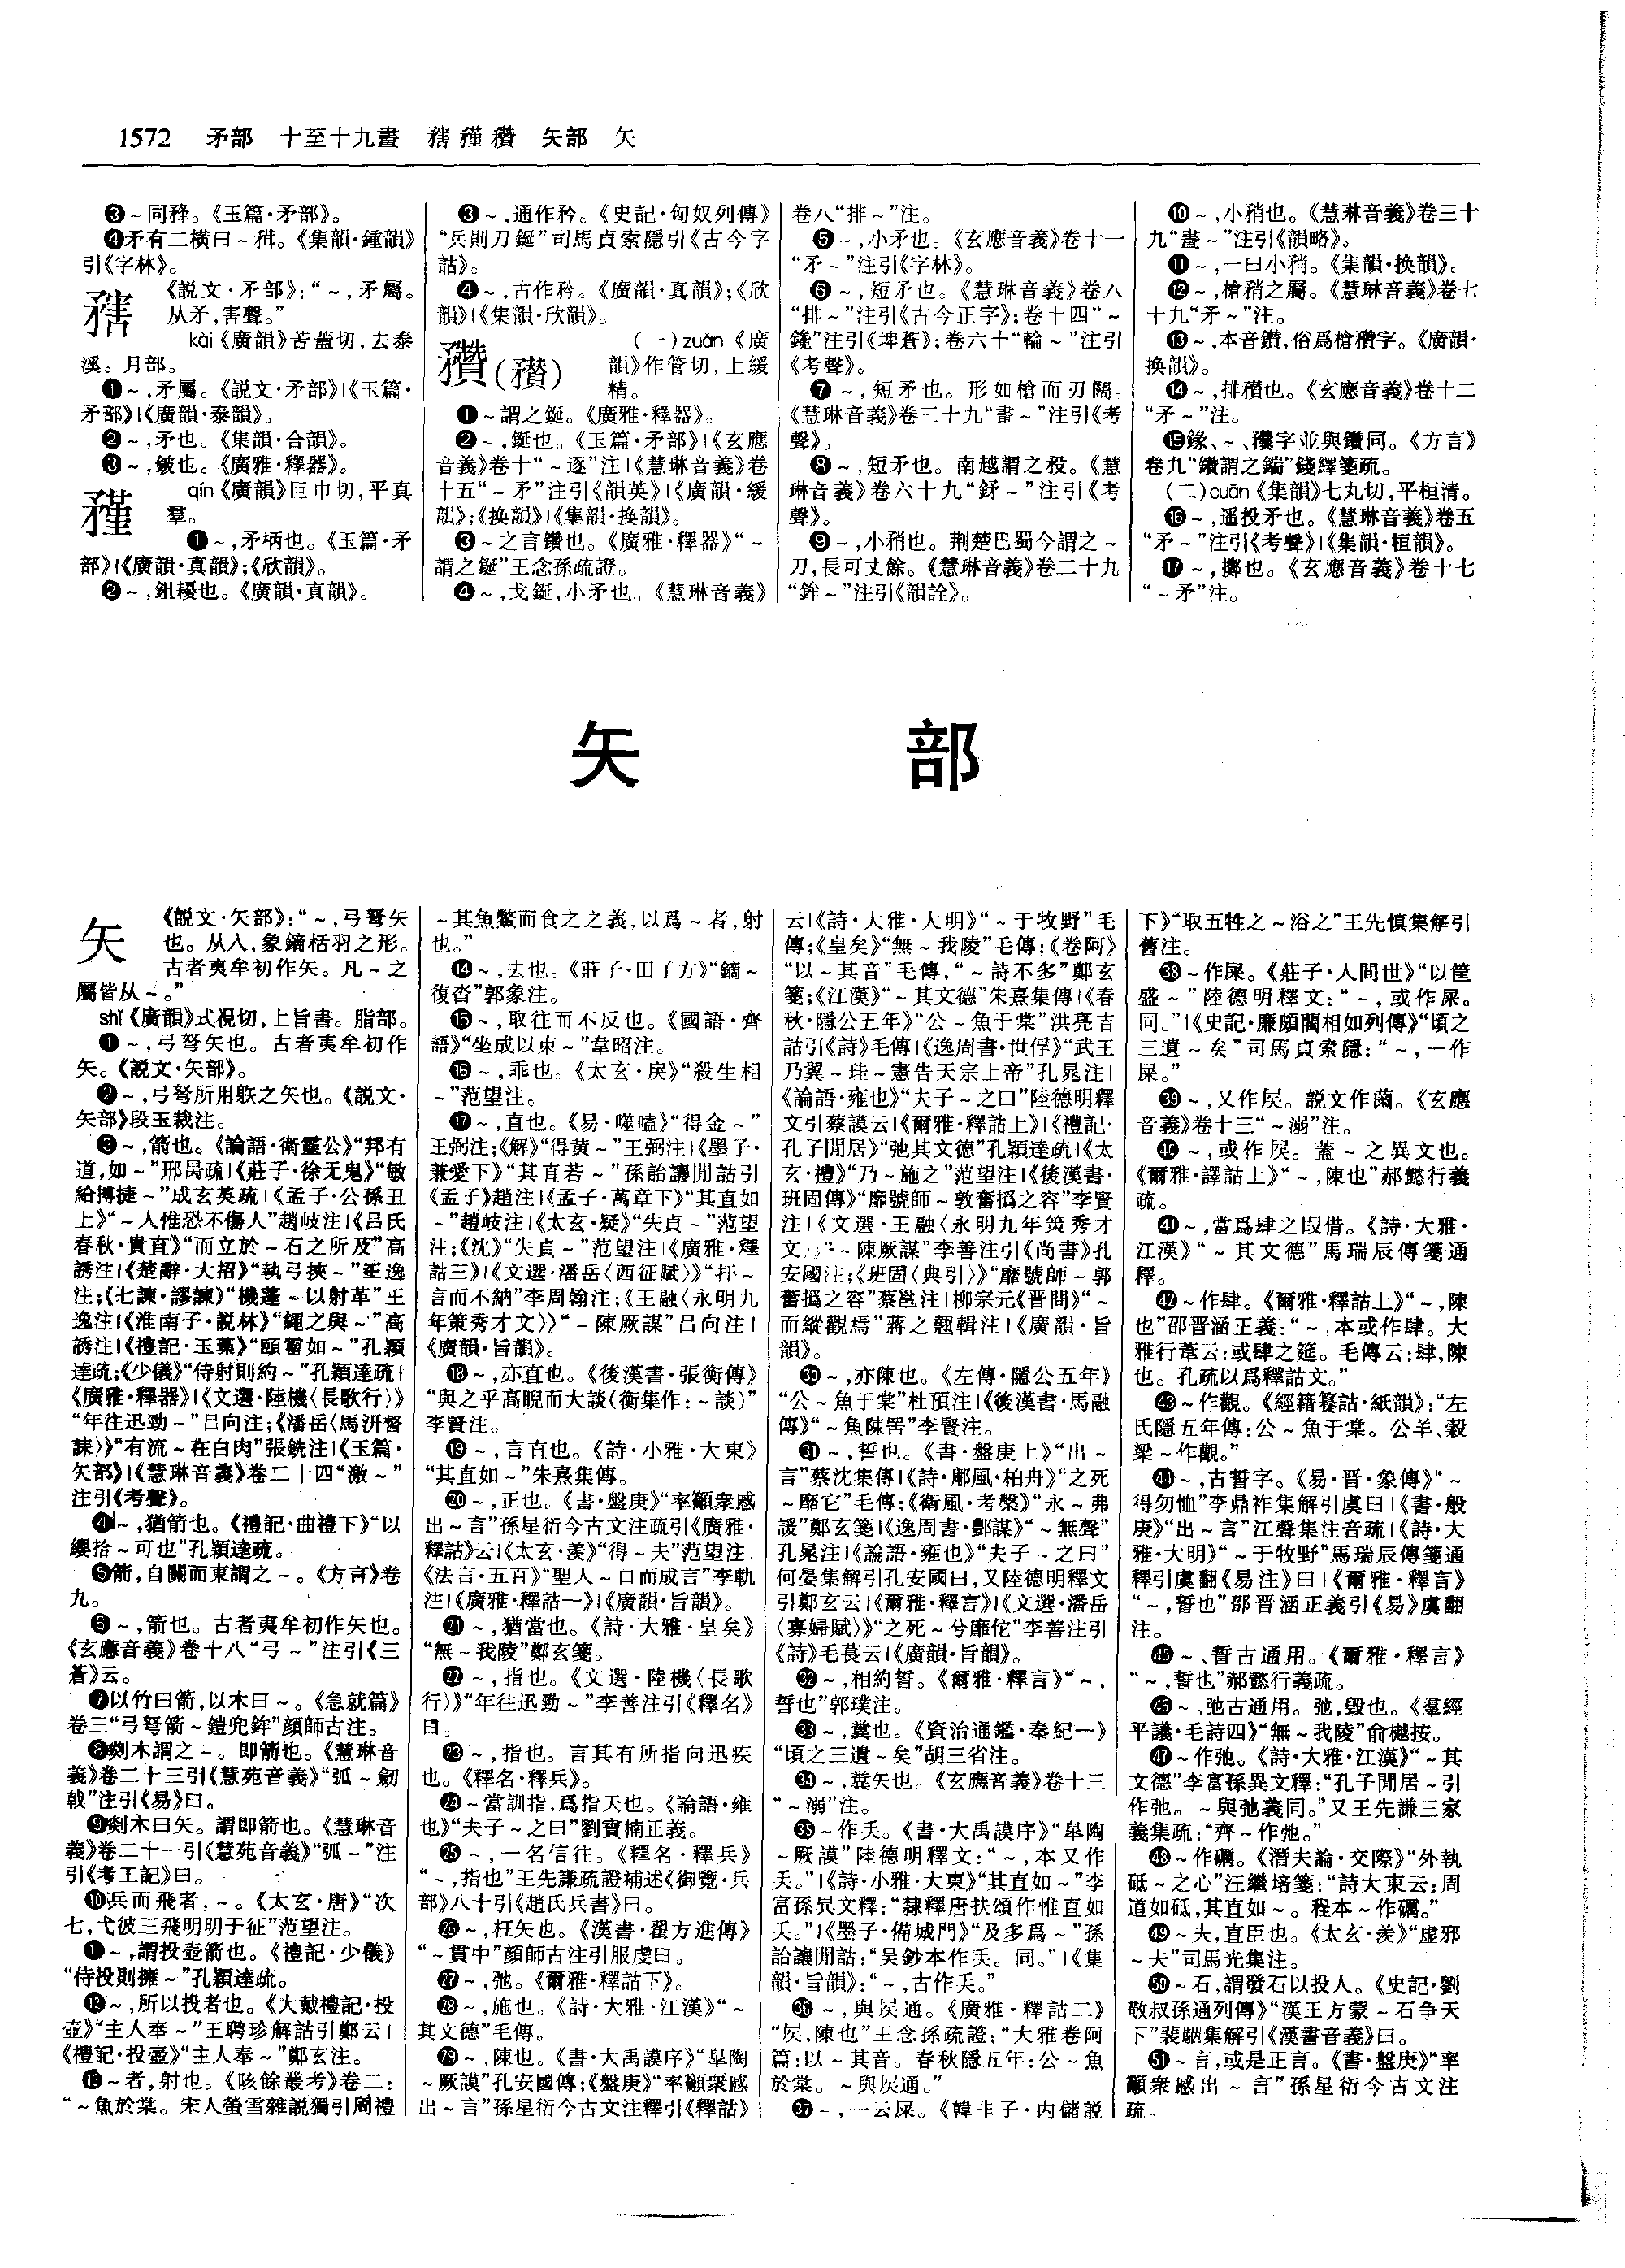 1572 矛部 十至十九畫 𥎆 𥎊 𥎝 矢部 矢
❸～同䂎。《玉篇·矛部》。
❹矛有二横曰～𥍲。《集韻·鍾韻》
引《字林》。
𥎆 《説文·矛部》:“～,矛屬。
从矛,害聲。”
kài《廣韻》苦蓋切,去泰
溪。月部。
❶～,矛屬。《説文·矛部》|《玉篇·
矛部》|《廣韻·泰韻》。
❷～,矛也。《集韻·合韻》。
❸～,鈹也。《廣雅·釋器》。
𥎊 qín《廣韻》巨巾切,平真
羣。
❶～,矛柄也。《玉篇·矛
部》|《廣韻·真韻》;《欣韻》。
❷～,鉏櫌也。《廣韻·真韻》。
❸～,通作矜。《史記·匈奴列傳》
“兵則刀鋋”司馬貞索隱引《古今字
詁》。
❹～,古作矜。《廣韻·真韻》;《欣
韻》|《集韻·欣韻》。
(一)zuǎn《廣
韻》作管切,上緩
精。
❶～謂之鋋。《廣雅·釋器》。
❷～,鋋也。《玉篇·矛部》|《玄應
音義》卷十“～逐”注|《慧琳音義》卷
十五“～矛”注引《韻英》|《廣韻·緩
韻》;《换韻》|《集韻·换韻》。
❸～之言鑽也。《廣雅·釋器》“～
謂之鋋”王念孫疏證。
❹～,戈鋋,小矛也。《慧琳音義》
卷八“排～”注。
❺～,小矛也。《玄應音義》卷十一
“矛～”注引《字林》。
❻～,短矛也。《慧琳音義》卷八
“排～”注引《古今正字》;卷十四“～
鑓”注引《埤蒼》;卷六十“輪～”注引
《考聲》。
❼～,短矛也。形如槍而刃闊。
《慧琳音義》卷三十九“畫～”注引《考
聲》。
❽～,短矛也。南越謂之䂎。《慧
琳音義》卷六十九“釾～”注引《考
聲》。
❾～,小矟也。荆楚巴蜀今謂之～
刀,長可丈餘。《慧琳音義》卷二十九
“鉾～”注引《韻詮》。
❿～,小矟也。《慧琳音義》卷三十
九“畫～”注引《韻略》。
⓫～,一曰小矟。《集韻·换韻》。
⓬～,槍矟之屬。《慧琳音義》卷七
十九“矛～”注。
⓭～,本音鑽,俗爲槍𥎝字。《廣韻·
换韻》。
⓮～,排𥎝也。《玄應音義》卷十二
“矛～”注。
⓯鎵、～、䂎字並與鑽同。《方言》
卷九“鑽謂之鍴”錢繹箋疏。
(二)cuān《集韻》七丸切,平桓清。
⓰～,遥投矛也。《慧琳音義》卷五
“矛～”注引《考聲》|《集韻·桓韻》。
⓱～,擲也。《玄應音義》卷十七
“～矛”注。
矢 部
矢 《説文·矢部》:“～,弓弩矢
也。从入,象鏑栝羽之形。
古者夷牟初作矢。凡～之
屬皆从～。”
shǐ《廣韻》式視切,上旨書。脂部。
❶～,弓弩矢也。古者夷牟初作
矢。《説文·矢部》。
❷～,弓弩所用䠶之矢也。《説文·
矢部》段玉裁注。
❸～,箭也。《論語·衛靈公》“邦有
道,如～”邢昺疏|《莊子·徐无鬼》“敏
給搏捷～”成玄英疏|《孟子·公孫丑
上》“～人惟恐不傷人”趙岐注|《吕氏
春秋·貴直》“而立於～石之所及”高
誘注|《楚辭·大招》“執弓挾～”王逸
注;《七諫·謬諫》“機蓬～以射革”王
逸注|《淮南子·説林》“繩之與～”高
誘注|《禮記·玉藻》“頤霤如～”孔穎
達疏;《少儀》“侍射則約～”孔穎達疏|
《廣雅·釋器》|《文選·陸機〈長歌行〉》
“年往迅勁～”吕向注;《潘岳〈馬汧督
誄〉》“有流～在白肉”張銑注|《玉篇·
矢部》|《慧琳音義》卷二十四“激～”
注引《考聲》。
❹～,猶箭也。《禮記·曲禮下》“以
纓拾～可也”孔穎達疏。
❺箭,自關而東謂之～。《方言》卷
九。
❻～,箭也。古者夷牟初作矢也。
《玄應音義》卷十八“弓～”注引《三
蒼》云。
❼以竹曰箭,以木曰～。《急就篇》
卷三“弓弩箭～鎧兜鉾”顔師古注。
❽剡木謂之～。即箭也。《慧琳音
義》卷二十三引《慧苑音義》“弧～劒
戟”注引《易》曰。
❾剡木曰矢。謂即箭也。《慧琳音
義》卷二十一引《慧苑音義》“弧～”注
引《考工記》曰。
❿兵而飛者,～。《太玄·唐》“次
七,弋彼三飛明明于征”范望注。
⓫～,謂投壺箭也。《禮記·少儀》
“侍投則擁～”孔穎達疏。
⓬～,所以投者也。《大戴禮記·投
壺》“主人奉～”王聘珍解詁引鄭云|
《禮記·投壺》“主人奉～”鄭玄注。
⓭～者,射也。《陔餘叢考》卷二:
“～魚於棠。宋人螢雪雜説獨引周禮
～其魚鱉而食之之義,以爲～者,射
也。”
⓮～,去也。《莊子·田子方》“鏑～
復沓”郭象注。
⓯～,取往而不反也。《國語·齊
語》“坐成以束～”韋昭注。
⓰～,乖也。《太玄·戾》“殺生相
～”范望注。
⓱～,直也。《易·噬嗑》“得金～”
王弼注;《解》“得黄～”王弼注|《墨子·
兼愛下》“其直若～”孫詒讓閒詁引
《孟子》趙注|《孟子·萬章下》“其直如
～”趙岐注|《太玄·疑》“失貞～”范望
注;《沈》“失貞～”范望注|《廣雅·釋
詁三》|《文選·潘岳〈西征賦〉》“扞～
言而不納”李周翰注;《王融〈永明九
年策秀才文〉》“～陳厥謀”吕向注|
《廣韻·旨韻》。
⓲～,亦直也。《後漢書·張衡傳》
“與之乎高睨而大談(衡集作:～談)”
李賢注。
⓳～,言直也。《詩·小雅·大東》
“其直如～”朱熹集傳。
⓴～,正也。《書·盤庚》“率籲衆慼
出～言”孫星衍今古文注疏引《廣雅·
釋詁》云|《太玄·羨》“得～夫”范望注|
《法言·五百》“聖人～口而成言”李軌
注|《廣雅·釋詁一》|《廣韻·旨韻》。
㉑～,猶當也。《詩·大雅·皇矣》
“無～我陵”鄭玄箋。
㉒～,指也。《文選·陸機〈長歌
行〉》“年往迅勁～”李善注引《釋名》
曰。
㉓～,指也。言其有所指向迅疾
也。《釋名·釋兵》。
㉔～當訓指,爲指天也。《論語·雍
也》“夫子～之曰”劉寶楠正義。
㉕～,一名信往。《釋名·釋兵》
“～,指也”王先謙疏證補述《御覽·兵
部》八十引《趙氏兵書》曰。
㉖～,枉矢也。《漢書·翟方進傳》
“～貫中”顔師古注引服虔曰。
㉗～,弛。《爾雅·釋詁下》。
㉘～,施也。《詩·大雅·江漢》“～
其文德”毛傳。
㉙～,陳也。《書·大禹謨序》“臯陶
～厥謨”孔安國傳;《盤庚》“率籲衆慼
出～言”孫星衍今古文注釋引《釋詁》
云|《詩·大雅·大明》“～于牧野”毛
傳;《皇矣》“無～我陵”毛傳;《卷阿》
“以～其音”毛傳,“～詩不多”鄭玄
箋;《江漢》“～其文德”朱熹集傳|《春
秋·隱公五年》“公～魚于棠”洪亮吉
詁引《詩》毛傳|《逸周書·世俘》“武王
乃翼～珪～憲告天宗上帝”孔晁注|
《論語·雍也》“夫子～之曰”陸德明釋
文引蔡謨云|《爾雅·釋詁上》|《禮記·
孔子閒居》“弛其文德”孔穎達疏|《太
玄·禮》“乃～施之”范望注|《後漢書·
班固傳》“靡號師～敦奮撝之容”李賢
注|《文選·王融〈永明九年策秀才
文〉》“～陳厥謀”李善注引《尚書》孔
安國注;《班固〈典引〉》“靡號師～郭
奮撝之容”蔡邕注|柳宗元《晋問》“～
而縱觀焉”蔣之翹輯注|《廣韻·旨
韻》。
㉚～,亦陳也。《左傳·隱公五年》
“公～魚于棠”杜預注|《後漢書·馬融
傳》“～魚陳罟”李賢注。
㉛～,誓也。《書·盤庚上》“出～
言”蔡沈集傳|《詩·鄘風·柏舟》“之死
～靡它”毛傳;《衛風·考槃》“永～弗
諼”鄭玄箋|《逸周書·酆謀》“～無聲”
孔晁注|《論語·雍也》“夫子～之曰”
何晏集解引孔安國曰,又陸德明釋文
引鄭玄云|《爾雅·釋言》|《文選·潘岳
〈寡婦賦〉》“之死～兮靡佗”李善注引
《詩》毛萇云|《廣韻·旨韻》。
㉜～,相約誓。《爾雅·釋言》“～,
誓也”郭璞注。
㉝～,糞也。《資治通鑑·秦紀一》
“頃之三遺～矣”胡三省注。
㉞～,糞矢也。《玄應音義》卷十三
“～溺”注。
㉟～作夭。《書·大禹謨序》“臯陶
～厥謨”陸德明釋文:“～,本又作
夭。”|《詩·小雅·大東》“其直如～”李
富孫異文釋:“隸釋唐扶頌作惟直如
夭。”|《墨子·備城門》“及多爲～”孫
詒讓閒詁:“吴鈔本作夭。同。”|《集
韻·旨韻》:“～,古作夭。”
㊱～,與㞋通。《廣雅·釋詁二》
“㞋,陳也”王念孫疏證:“大雅卷阿
篇:以～其音。春秋隱五年:公～魚
於棠。～與㞋通。”
㊲～,一云屎。《韓非子·内儲説
下》“取五牲之～浴之”王先慎集解引
舊注。
㊳～作屎。《莊子·人間世》“以筐
盛～”陸德明釋文:“～,或作屎。
同。”|《史記·廉頗藺相如列傳》“頃之
三遺～矣”司馬貞索隱:“～,一作
屎。”
㊴～,又作㞋。説文作䓛。《玄應
音義》卷十三“～溺”注。
㊵～,或作㞋。蓋～之異文也。
《爾雅·譯詁上》“～,陳也”郝懿行義
疏。
㊶～,當爲肆之叚借。《詩·大雅·
江漢》“～其文德”馬瑞辰傳箋通
釋。
㊷～作肆。《爾雅·釋詁上》“～,陳
也”邵晋涵正義:“～,本或作肆。大
雅行葦云:或肆之筵。毛傳云:肆,陳
也。孔疏以爲釋詁文。”
㊸～作觀。《經籍籑詁·紙韻》:“左
氏隱五年傳:公～魚于棠。公羊、穀
梁～作觀。”
㊹～,古誓字。《易·晋·象傳》“～
得勿恤”李鼎祚集解引虞曰|《書·般
庚》“出～言”江聲集注音疏|《詩·大
雅·大明》“～于牧野”馬瑞辰傳箋通
釋引虞翻《易注》曰|《爾雅·釋言》
“～,誓也”邵晋涵正義引《易》虞翻
注。
㊺～、誓古通用。《爾雅·釋言》
“～,誓也”郝懿行義疏。
㊻～、弛古通用。弛,毁也。《羣經
平議·毛詩四》“無～我陵”俞樾按。
㊼～作弛。《詩·大雅·江漢》“～其
文德”李富孫異文釋:“孔子閒居～引
作弛。～與弛義同。”又王先謙三家
義集疏:“齊～作弛。”
㊽～作礪。《潛夫論·交際》“外執
砥～之心”汪繼培箋:“詩大東云:周
道如砥,其直如～。程本～作礪。”
㊾～夫,直臣也。《太玄·羨》“虚邪
～夫”司馬光集注。
㊿～石,謂發石以投人。《史記·劉
敬叔孫通列傳》“漢王方蒙～石争天
下”裴駰集解引《漢書音義》曰。
51～言,或是正言。《書·盤庚》“率
籲衆慼出～言”孫星衍今古文注
疏。